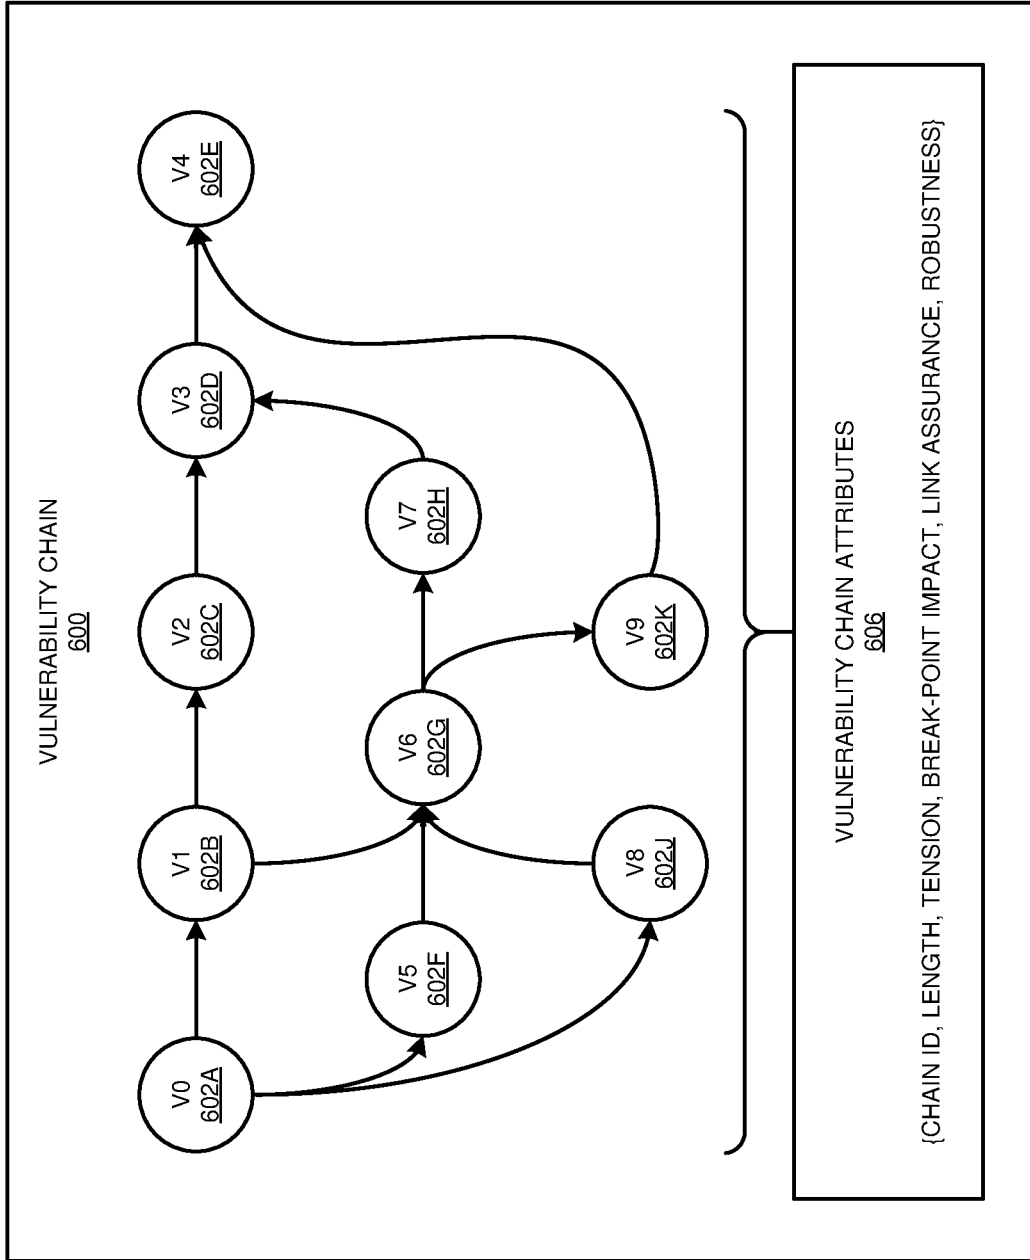 VULNERABILITY CHAIN
600
V0
602A
V1
602B
V2
602C
V3
602D
V4
602E
V5
602F
V6
602G
V7
602H
V8
602J
V9
602K
VULNERABILITY CHAIN ATTRIBUTES
606
{CHAIN ID, LENGTH, TENSION, BREAK-POINT IMPACT, LINK ASSURANCE, ROBUSTNESS}